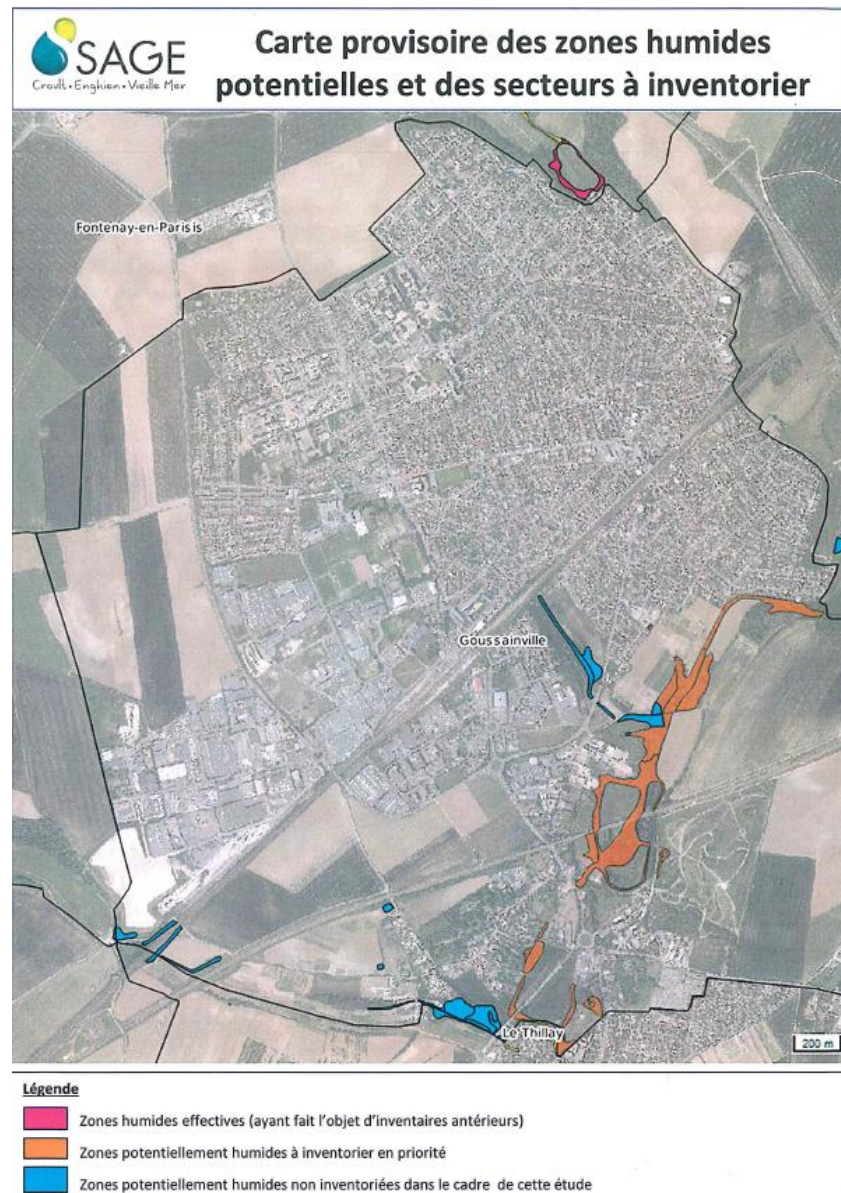 SAGE
Croult • Enghien • Vieille Mer
Carte provisoire des zones humides
potentielles et des secteurs à inventorier
Fontenay-en-Parisis
Goussainville
Le Thillay
200 m
Légende
Zones humides effectives (ayant fait l'objet d'inventaires antérieurs)
Zones potentiellement humides à inventorier en priorité
Zones potentiellement humides non inventoriées dans le cadre de cette étude